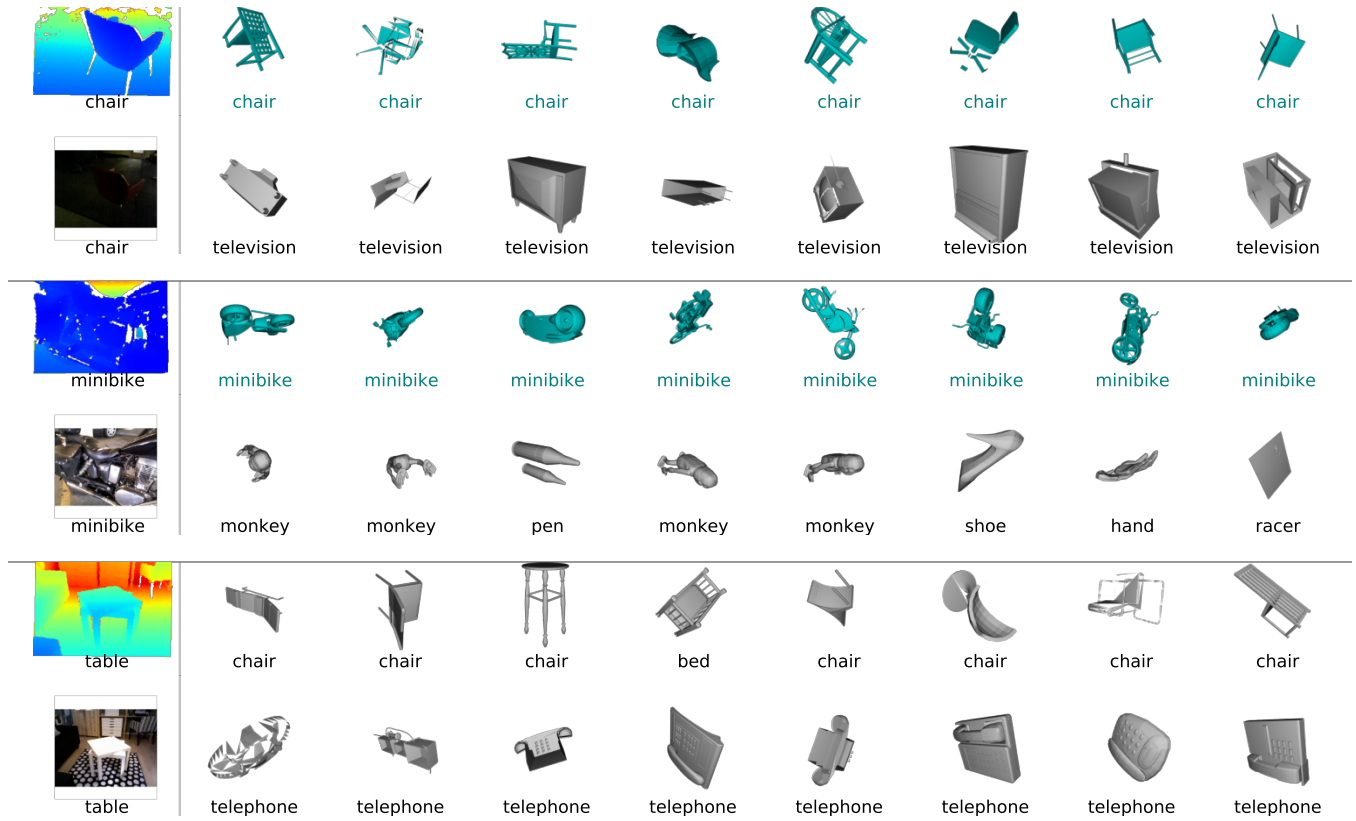 chair chair chair chair chair chair chair chair chair
chair television television television television television television television television
minibike minibike minibike minibike minibike minibike minibike minibike minibike
minibike monkey monkey pen monkey monkey shoe hand racer
table chair chair chair bed chair chair chair chair
table telephone telephone telephone telephone telephone telephone telephone telephone